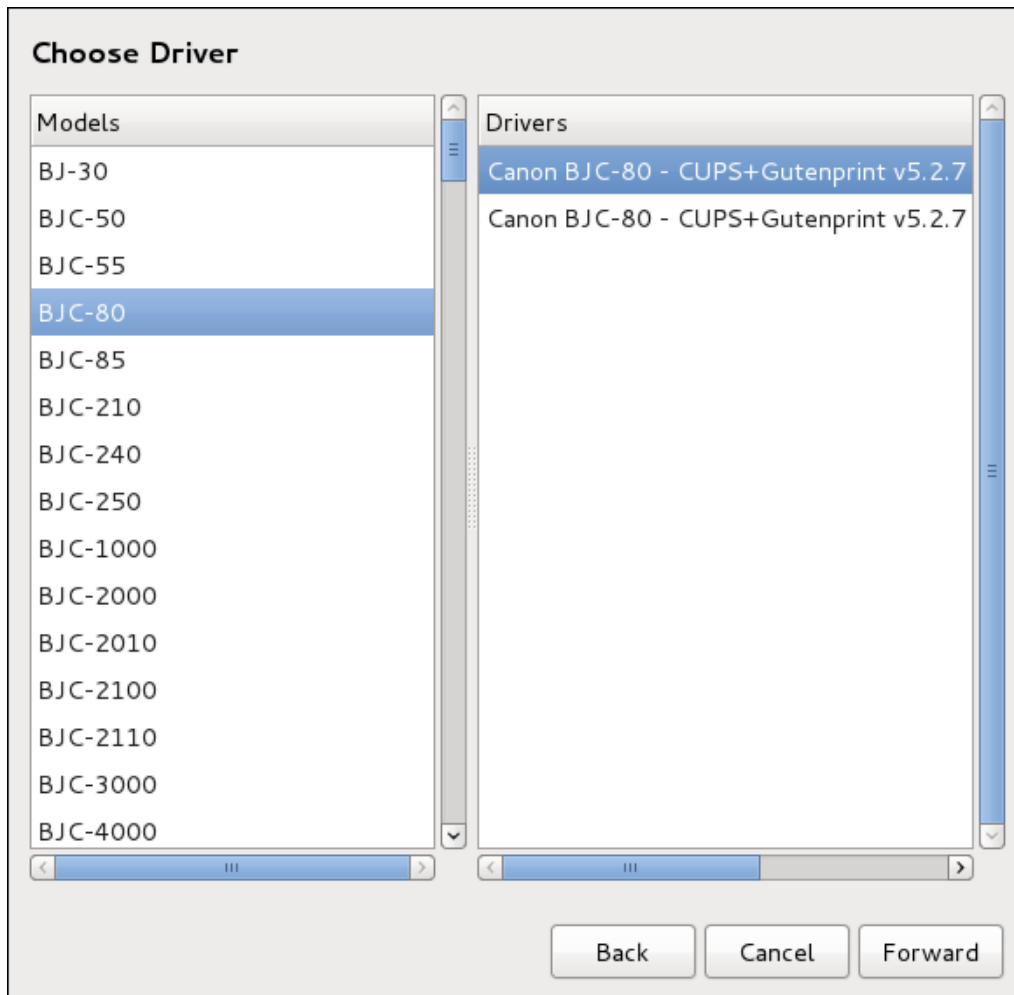 Choose Driver
Models
BJ-30
BJC-50
BJC-55
BJC-80
BJC-85
BJC-210
BJC-240
BJC-250
BJC-1000
BJC-2000
BJC-2010
BJC-2100
BJC-2110
BJC-3000
BJC-4000
Drivers
Canon BJC-80 - CUPS+Gutenprint v5.2.7
Canon BJC-80 - CUPS+Gutenprint v5.2.7
Back
Cancel
Forward